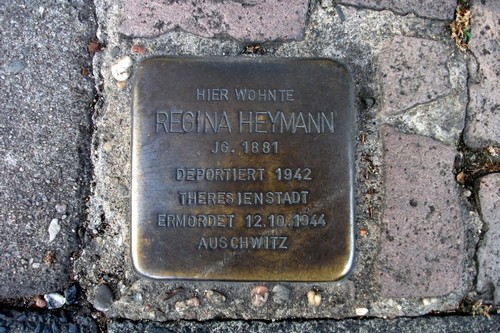 HIER WOHNTE
REGINA HEYMANN
JG. 1881
DEPORTIERT 1942
THERESIENSTADT
ERMORDET 12.10.1944
AUSCHWITZ